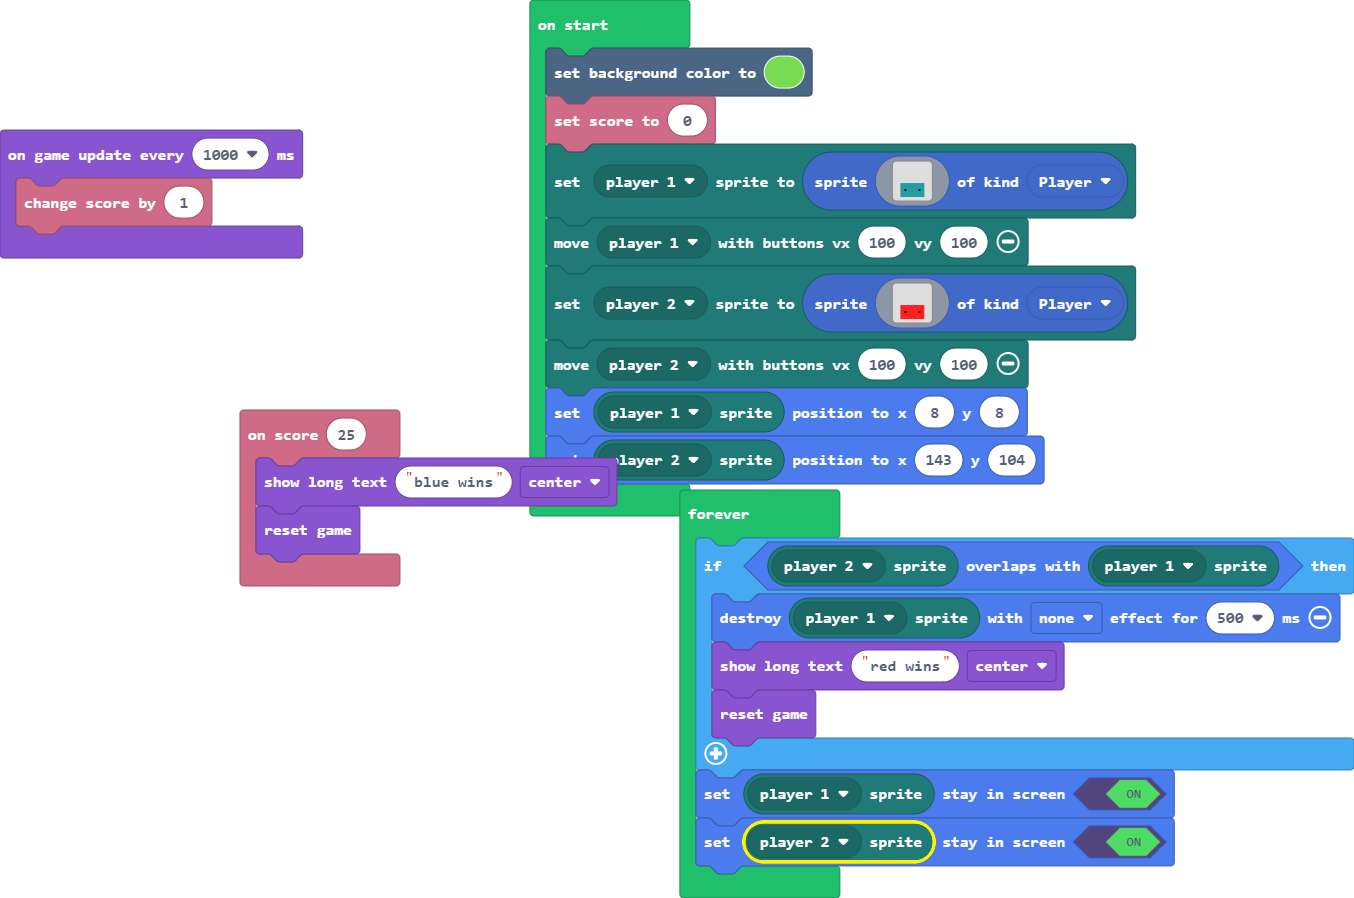 on start
set background color to
set score to 0
set player 1 sprite to sprite of kind Player
move player 1 with buttons vx 100 vy 100
set player 2 sprite to sprite of kind Player
move player 2 with buttons vx 100 vy 100
set player 1 sprite position to x 8 y 8
player 2 sprite position to x 143 y 104
on game update every 1000 ms
change score by 1
on score 25
show long text "blue wins" center
reset game
forever
if player 2 sprite overlaps with player 1 sprite then
destroy player 1 sprite with none effect for 500 ms
show long text "red wins" center
reset game
set player 1 sprite stay in screen ON
set player 2 sprite stay in screen ON